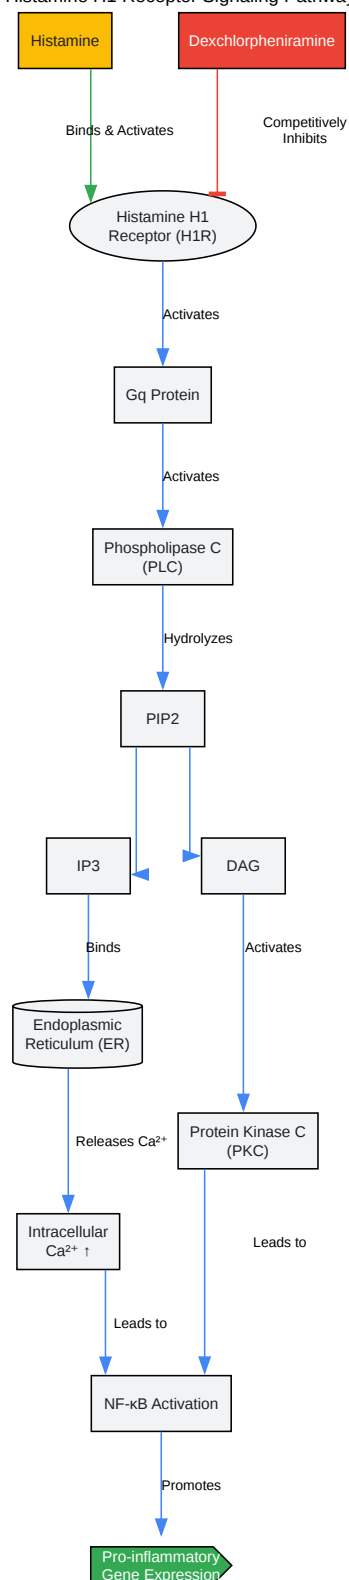 Histamine H1 Receptor Signaling Pathway
Histamine
Dexchlorpheniramine
Binds & Activates
Competitively
Inhibits
Histamine H1
Receptor (H1R)
Activates
Gq Protein
Activates
Phospholipase C
(PLC)
Hydrolyzes
PIP2
IP3
DAG
Binds
Activates
Endoplasmic
Reticulum (ER)
Releases Ca²⁺
Protein Kinase C
(PKC)
Intracellular
Ca²⁺ ↑
Leads to
Leads to
NF-κB Activation
Promotes
Pro-inflammatory
Gene Expression